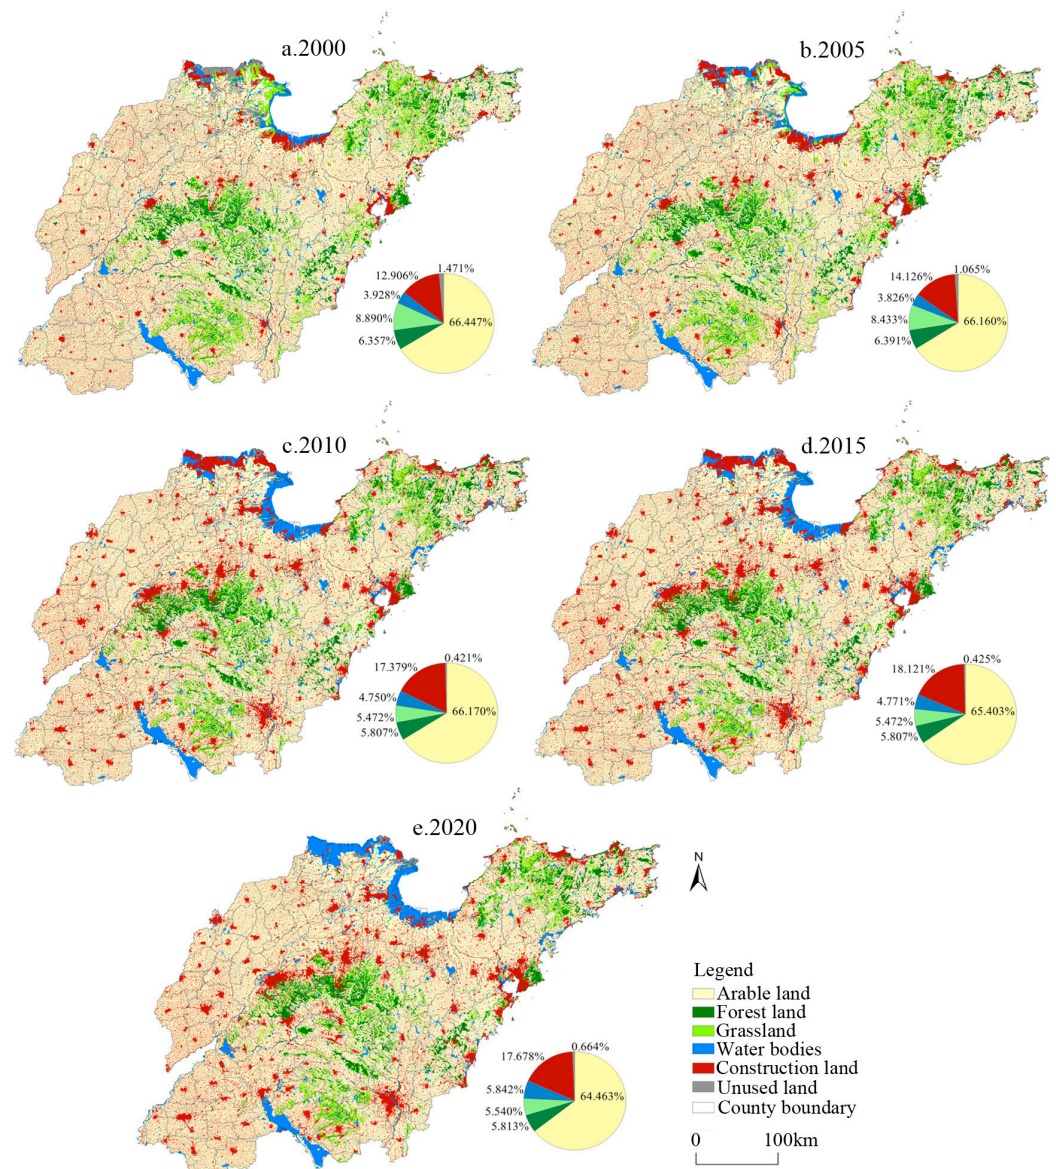 a.2000
12.906%
1.471%
3.928%
8.890%
66.447%
6.357%
b.2005
14.126%
1.065%
3.826%
8.433%
66.160%
6.391%
c.2010
17.379%
0.421%
4.750%
66.170%
5.472%
5.807%
d.2015
18.121%
0.425%
4.771%
65.403%
5.472%
5.807%
e.2020
17.678%
0.664%
5.842%
64.463%
5.540%
5.813%
N
Legend
Arable land
Forest land
Grassland
Water bodies
Construction land
Unused land
County boundary
0 100km